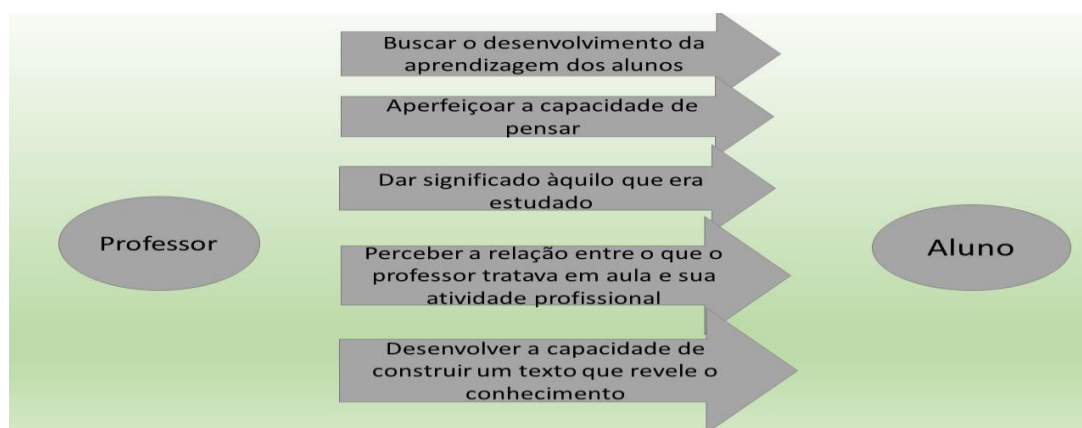 Buscar o desenvolvimento da
aprendizagem dos alunos
Aperfeiçoar a capacidade de
pensar
Dar significado àquilo que era
estudado
Professor
Perceber a relação entre o que o
professor tratava em aula e sua
atividade profissional
Aluno
Desenvolver a capacidade de
construir um texto que revele o
conhecimento